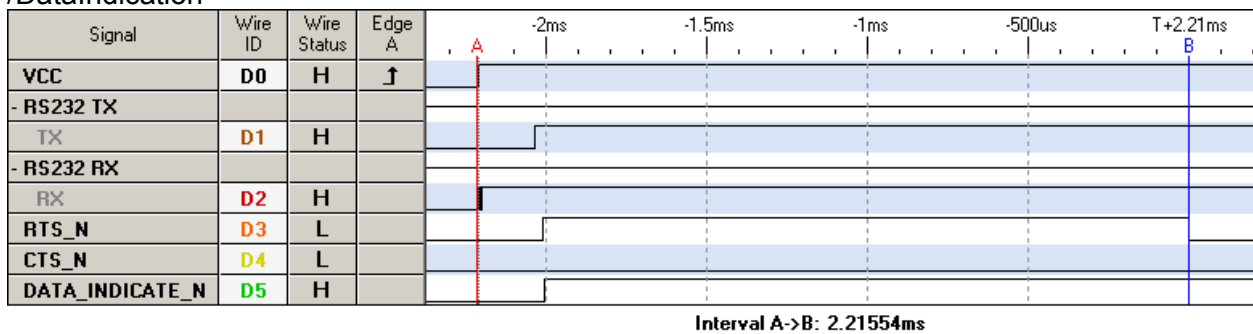 /DataIndication
Signal Wire ID Wire Status Edge A -2ms -1.5ms -1ms -500us T+2.21ms
A B
VCC D0 H ↥
- RS232 TX
TX D1 H
- RS232 RX
RX D2 H
RTS_N D3 L
CTS_N D4 L
DATA_INDICATE_N D5 H
Interval A->B: 2.21554ms